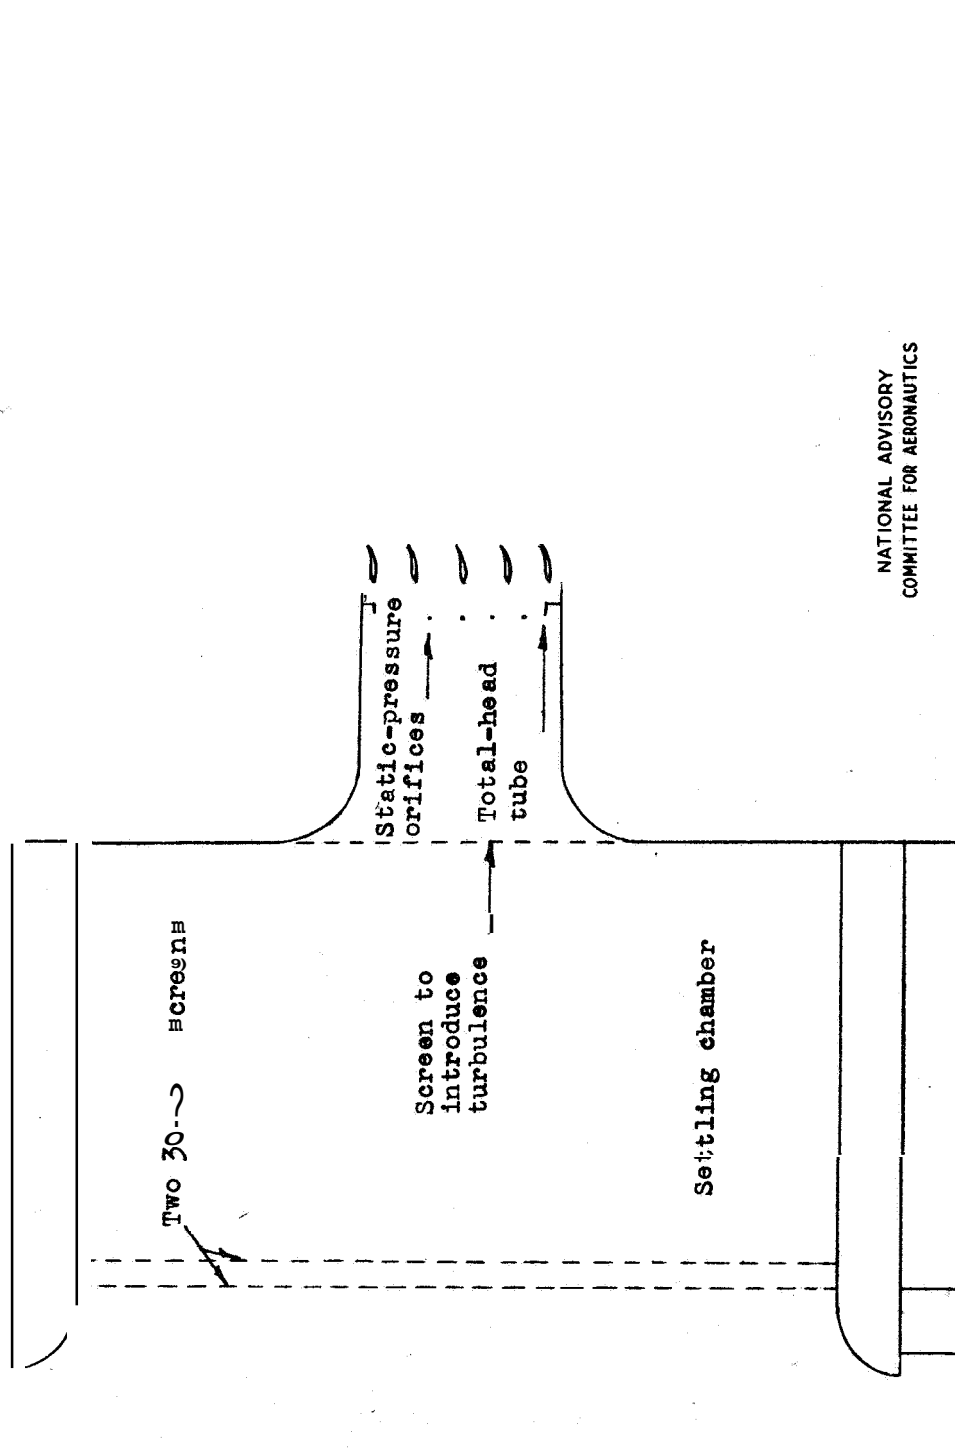 Two 30- screens
Screen to
introduce
turbulence
Settling chamber
Static-pressure
orifices
Total-head
tube
NATIONAL ADVISORY
COMMITTEE FOR AERONAUTICS